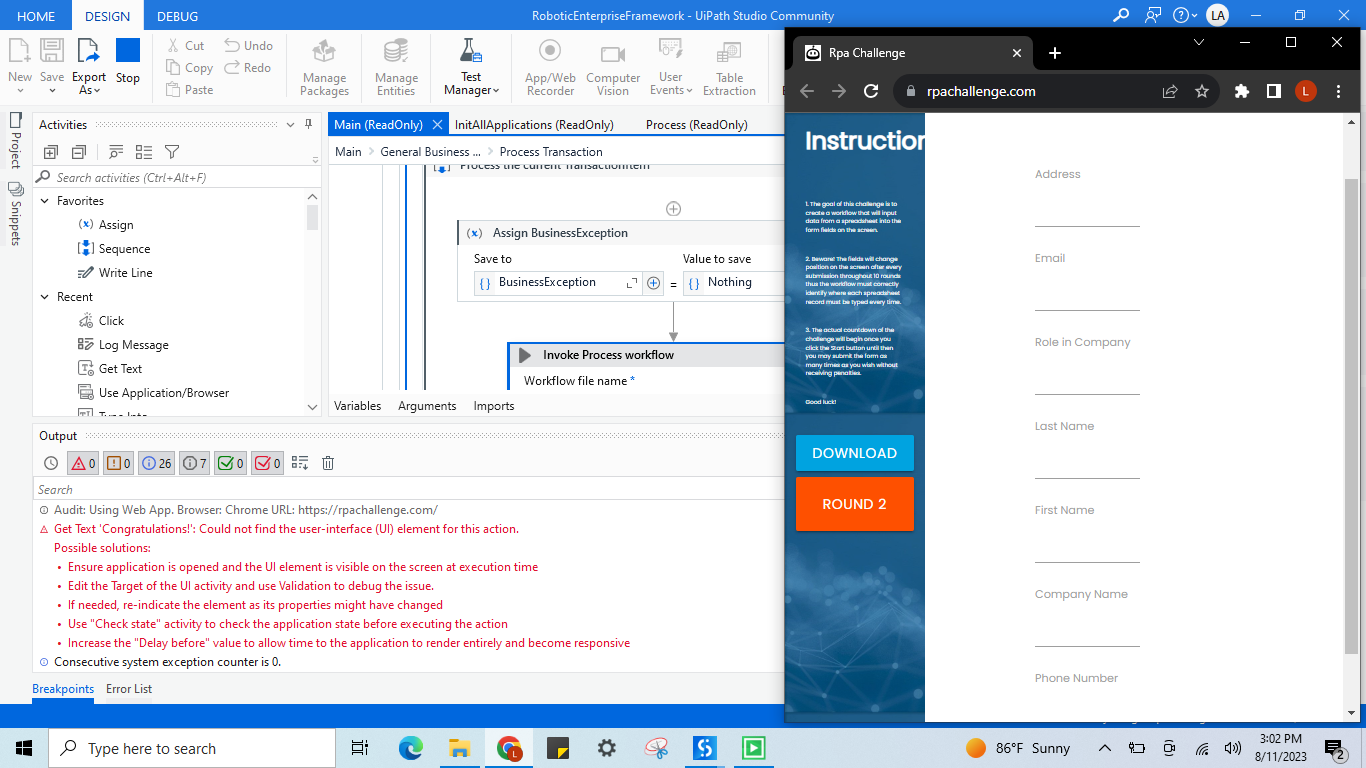 HOME DESIGN DEBUG
RoboticEnterpriseFramework - UiPath Studio Community
LA
New
Save
Export As
Stop
Cut
Copy
Paste
Undo
Redo
Manage Packages
Manage Entities
Test Manager
App/Web Recorder
Computer Vision
User Events
Table Extraction
Project
Snippets
Activities
Search activities (Ctrl+Alt+F)
Favorites
Assign
Sequence
Write Line
Recent
Click
Log Message
Get Text
Use Application/Browser
Type Into
Main (ReadOnly)
InitAllApplications (ReadOnly)
Process (ReadOnly)
Main > General Business ... > Process Transaction
Process the current TransactionItem
Assign BusinessException
Save to
Value to save
BusinessException
=
Nothing
Invoke Process workflow
Workflow file name *
Variables Arguments Imports
Output
0
0
26
7
0
0
Search
Audit: Using Web App. Browser: Chrome URL: https://rpachallenge.com/
Get Text 'Congratulations!': Could not find the user-interface (UI) element for this action.
Possible solutions:
• Ensure application is opened and the UI element is visible on the screen at execution time
• Edit the Target of the UI activity and use Validation to debug the issue.
• If needed, re-indicate the element as its properties might have changed
• Use "Check state" activity to check the application state before executing the action
• Increase the "Delay before" value to allow time to the application to render entirely and become responsive
Consecutive system exception counter is 0.
Breakpoints Error List
Rpa Challenge
rpachallenge.com
L
Instruction
1. The goal of this challenge is to
create a workflow that will input
data from a spreadsheet into the
form fields on the screen.
2. Beware! The fields will change
position on the screen after every
submission throughout 10 rounds
thus the workflow must correctly
identify where each spreadsheet
record must be typed every time.
3. The actual countdown of the
challenge will begin once you
click the Start button until then
you may submit the form as
many times as you wish without
receiving penalties.
Good luck!
DOWNLOAD
ROUND 2
Address
Email
Role in Company
Last Name
First Name
Company Name
Phone Number
Type here to search
L
86°F Sunny
3:02 PM
8/11/2023
2